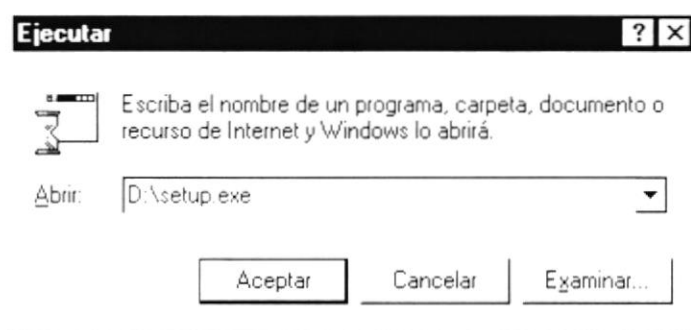 Ejecutar
Escriba el nombre de un programa, carpeta, documento o
recurso de Internet y Windows lo abrirá.
Abrir: D:\setup.exe
Aceptar Cancelar Examinar...